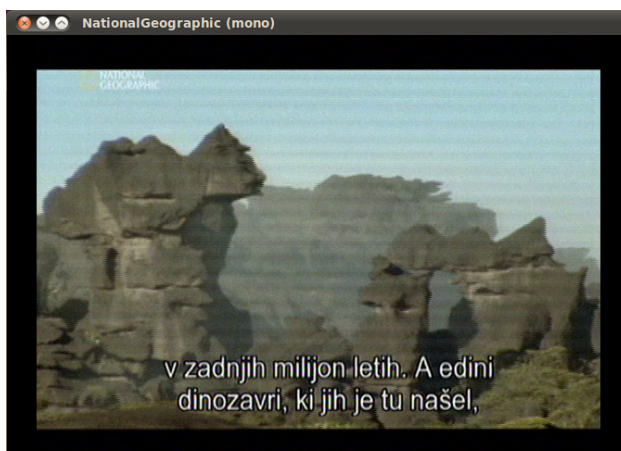 NationalGeographic (mono)
NATIONAL
GEOGRAPHIC
v zadnjih milijon letih. A edini
dinozavri, ki jih je tu našel,